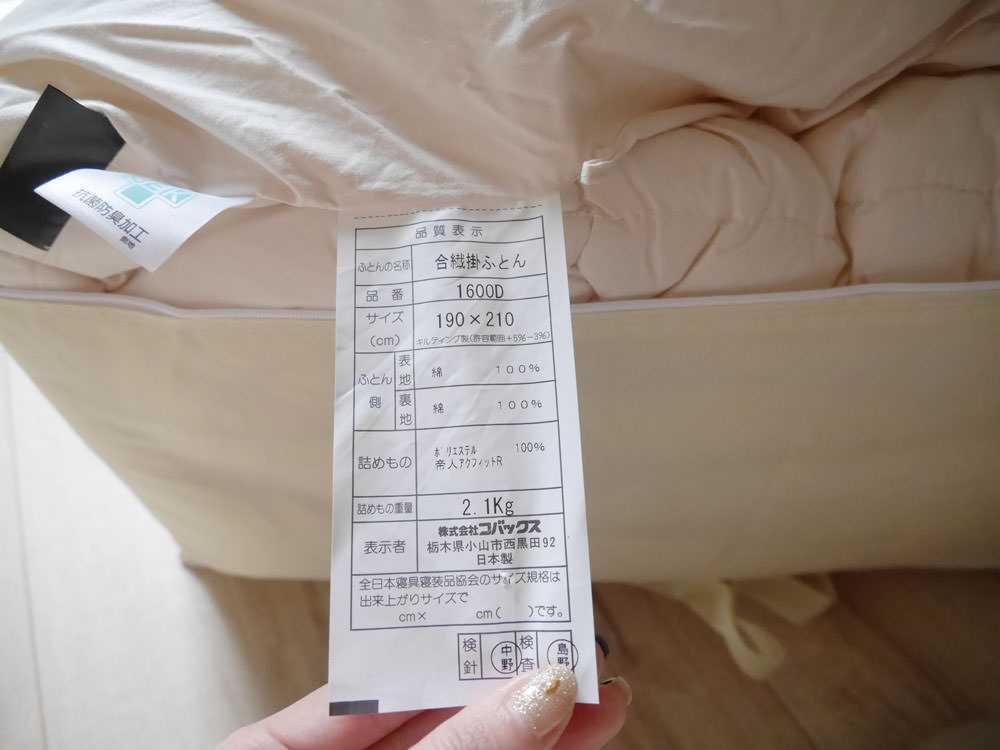 抗菌防臭加工
品質表示
ふとんの名称 合繊掛ふとん
品番 1600D
サイズ(cm) 190×210
キルティング製(許容範囲+5%−3%)
ふとん側 表地 綿 100%
裏地 綿 100%
詰めもの ポリエステル 100%
帝人アクフィットR
詰めもの重量 2.1Kg
表示者 株式会社コバックス
栃木県小山市西黒田92
日本製
全日本寝具寝装品協会のサイズ規格は
出来上がりサイズで
cm× cm( )です。
検針 中野 検査 島野